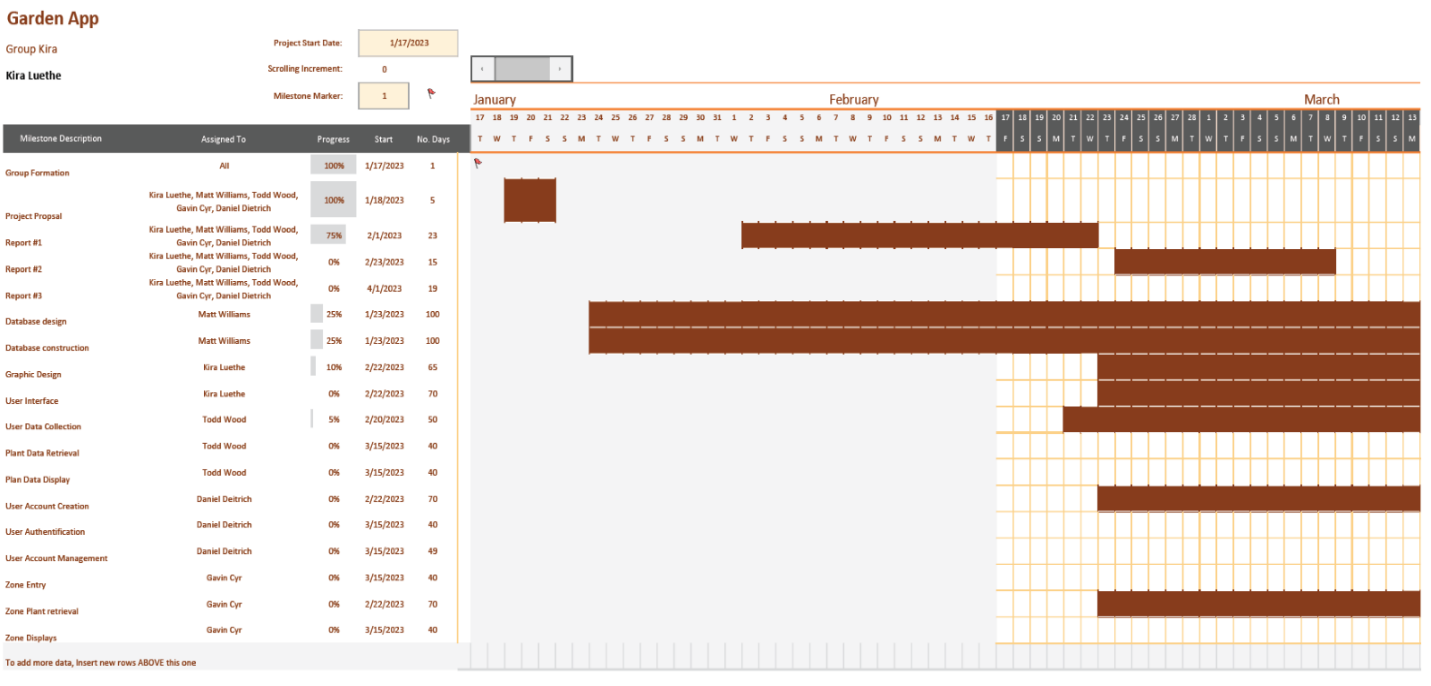 Garden App
Group Kira
Kira Luethe
Project Start Date: 1/17/2023
Scrolling Increment: 0
Milestone Marker: 1
January February March
17 18 19 20 21 22 23 24 25 26 27 28 29 30 31 1 2 3 4 5 6 7 8 9 10 11 12 13 14 15 16 17 18 19 20 21 22 23 24 25 26 27 28 1 2 3 4 5 6 7 8 9 10 11 12 13
Milestone Description Assigned To Progress Start No. Days T W T F S S M T W T F S S M T W T F S S M T W T F S S M T W T F S S M T W T F S S M T W T F S S M T W T F S S M
Group Formation All 100% 1/17/2023 1
Project Propsal Kira Luethe, Matt Williams, Todd Wood, 100% 1/18/2023 5
Gavin Cyr, Daniel Dietrich
Report #1 Kira Luethe, Matt Williams, Todd Wood, 75% 2/1/2023 23
Gavin Cyr, Daniel Dietrich
Report #2 Kira Luethe, Matt Williams, Todd Wood, 0% 2/23/2023 15
Gavin Cyr, Daniel Dietrich
Report #3 Kira Luethe, Matt Williams, Todd Wood, 0% 4/1/2023 19
Gavin Cyr, Daniel Dietrich
Database design Matt Williams 25% 1/23/2023 100
Database construction Matt Williams 25% 1/23/2023 100
Graphic Design Kira Luethe 10% 2/22/2023 65
User Interface Kira Luethe 0% 2/22/2023 70
User Data Collection Todd Wood 5% 2/20/2023 50
Plant Data Retrieval Todd Wood 0% 3/15/2023 40
Plan Data Display Todd Wood 0% 3/15/2023 40
User Account Creation Daniel Deitrich 0% 2/22/2023 70
User Authentification Daniel Deitrich 0% 3/15/2023 40
User Account Management Daniel Deitrich 0% 3/15/2023 49
Zone Entry Gavin Cyr 0% 3/15/2023 40
Zone Plant retrieval Gavin Cyr 0% 2/22/2023 70
Zone Displays Gavin Cyr 0% 3/15/2023 40
To add more data, Insert new rows ABOVE this one